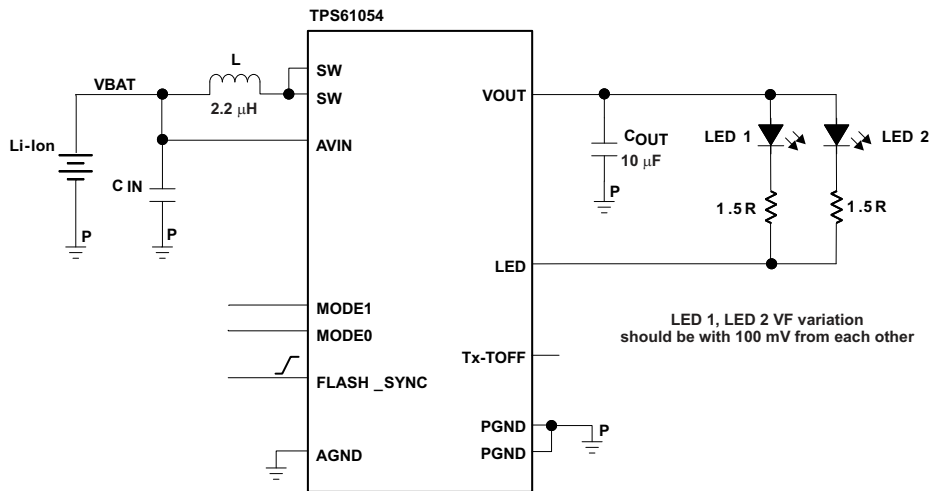 TPS61054
L
2.2 μH
VBAT
SW
SW
Li-Ion
AVIN
C IN
P
P
VOUT
COUT
10 μF
P
LED 1
LED 2
1.5R
1.5R
LED
MODE1
MODE0
FLASH _SYNC
AGND
Tx-TOFF
PGND
PGND
P
LED 1, LED 2 VF variation
should be with 100 mV from each other